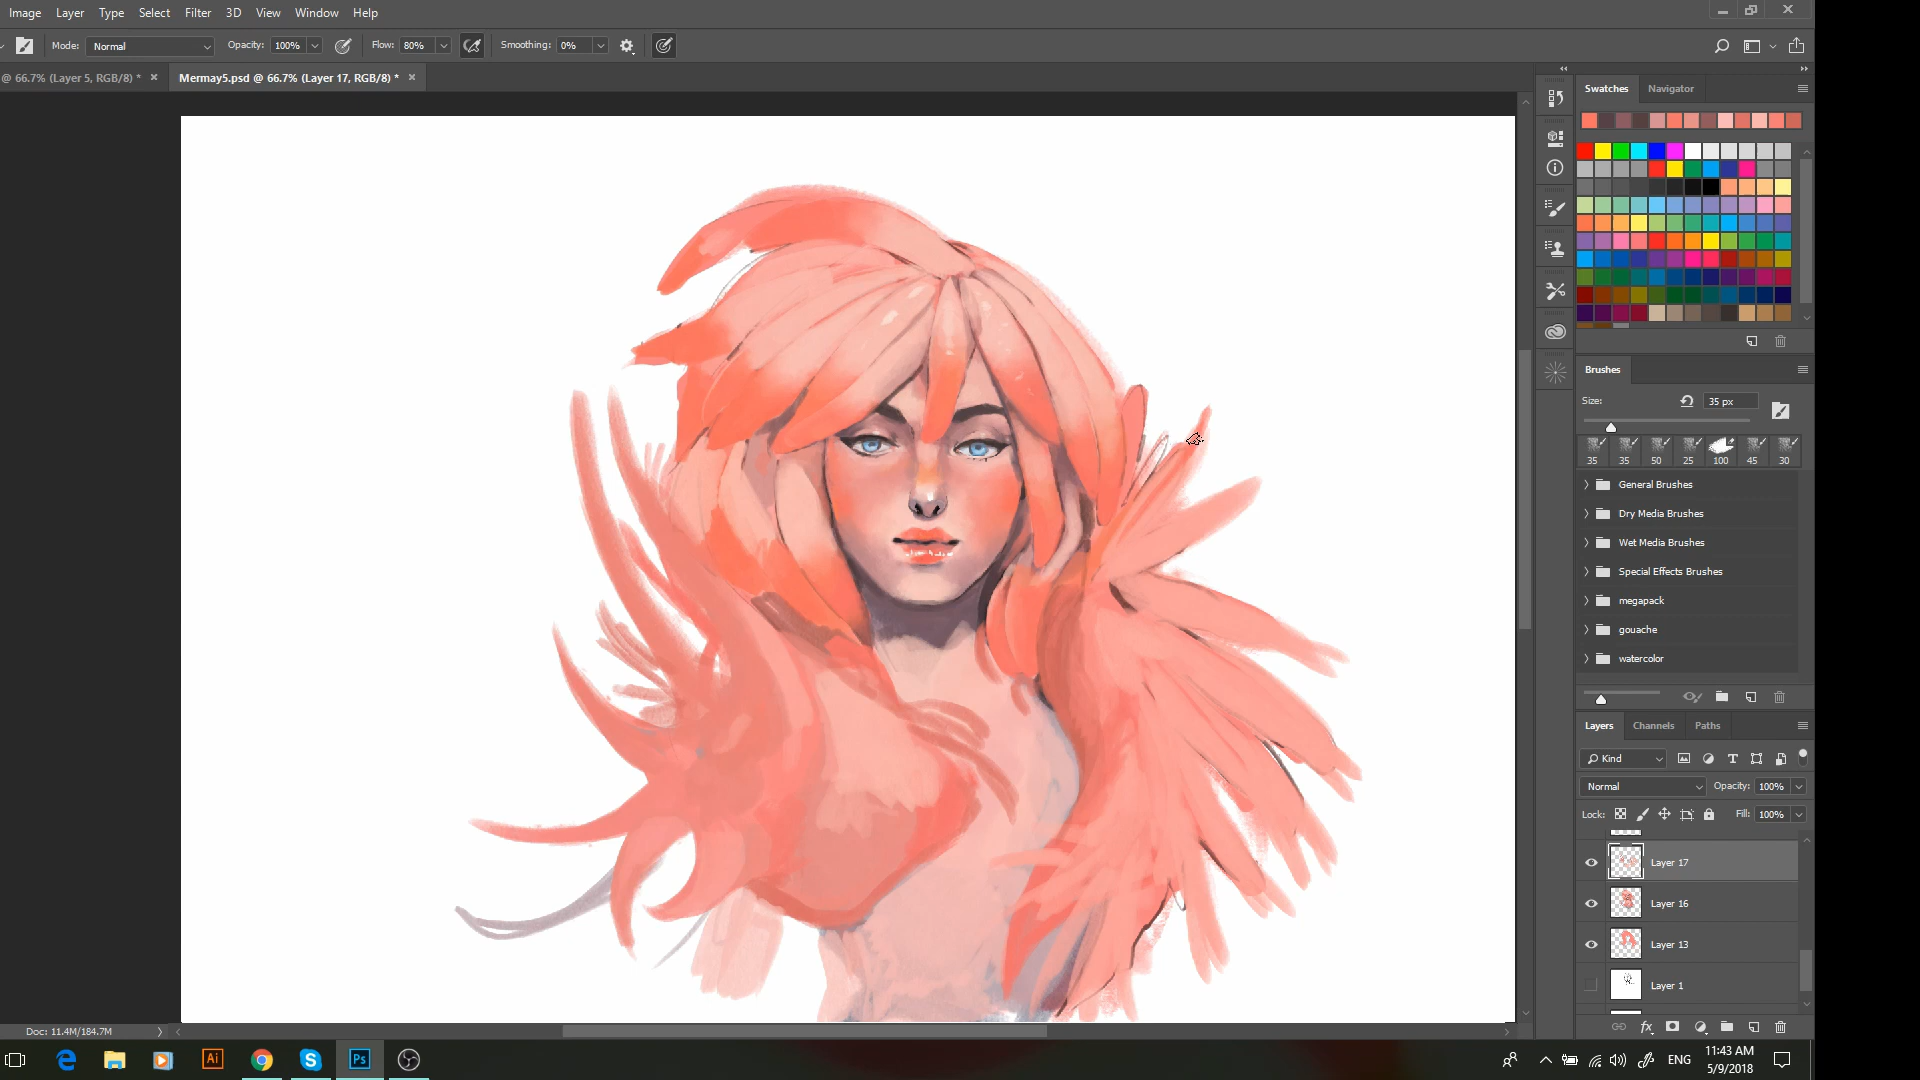 Image Layer Type Select Filter 3D View Window Help
Mode: Normal Opacity: 100% Flow: 80% Smoothing: 0%
@ 66.7% (Layer 5, RGB/8) * × Mermay5.psd @ 66.7% (Layer 17, RGB/8) * ×
Swatches Navigator
Brushes
Size: 35 px
35 35 50 25 100 45 30
General Brushes
Dry Media Brushes
Wet Media Brushes
Special Effects Brushes
megapack
gouache
watercolor
Layers Channels Paths
Kind
Normal Opacity: 100%
Lock: Fill: 100%
Layer 17
Layer 16
Layer 13
Layer 1
fx
Doc: 11.4M/184.7M
Ai Ps ENG 11:43 AM
5/9/2018